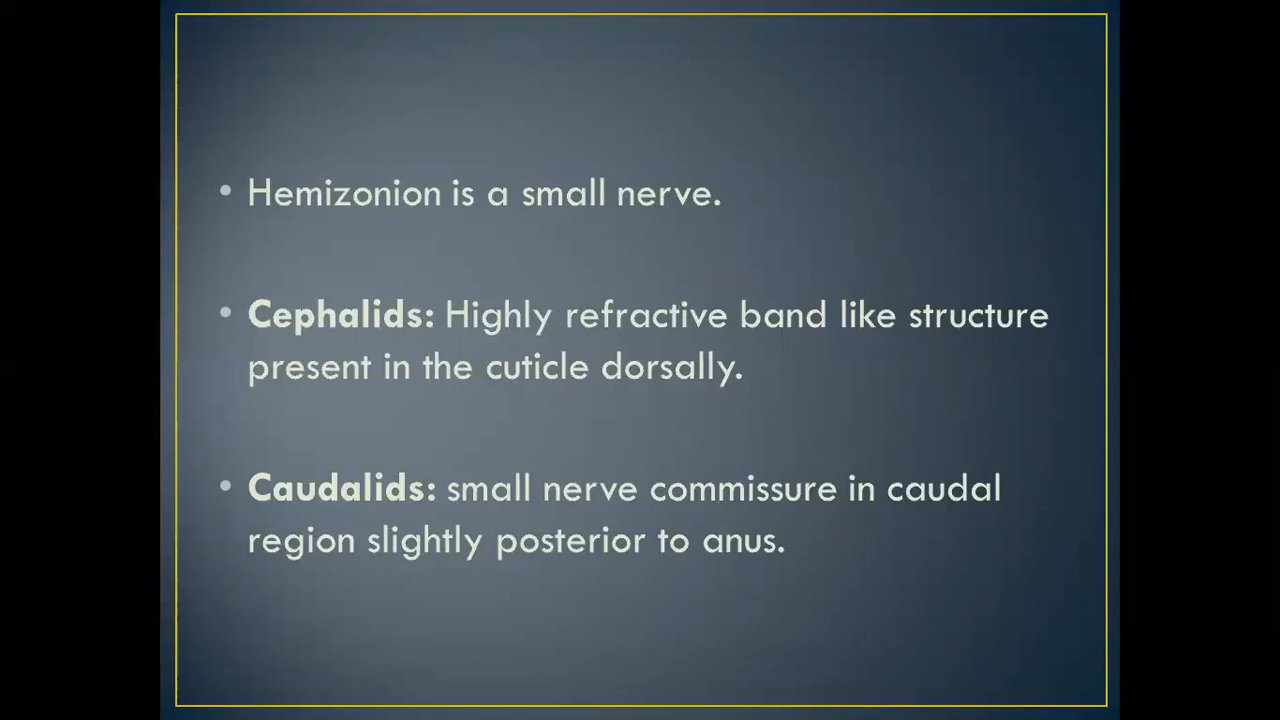 • Hemizonion is a small nerve.
• Cephalids: Highly refractive band like structure
present in the cuticle dorsally.
• Caudalids: small nerve commissure in caudal
region slightly posterior to anus.